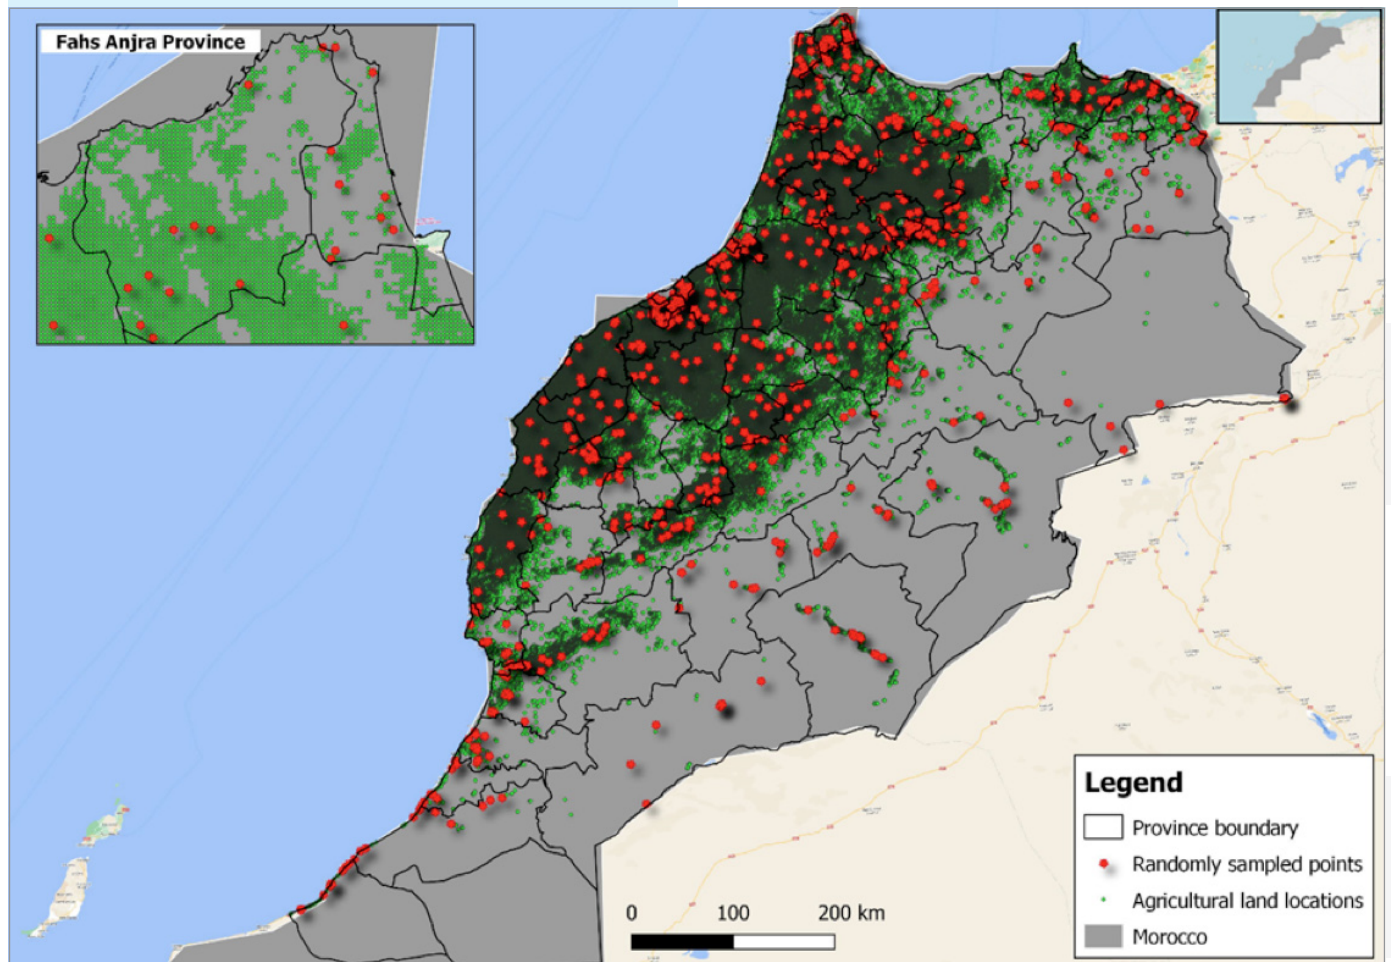 Fahs Anjra Province
Legend
Province boundary
Randomly sampled points
Agricultural land locations
Morocco
0 100 200 km